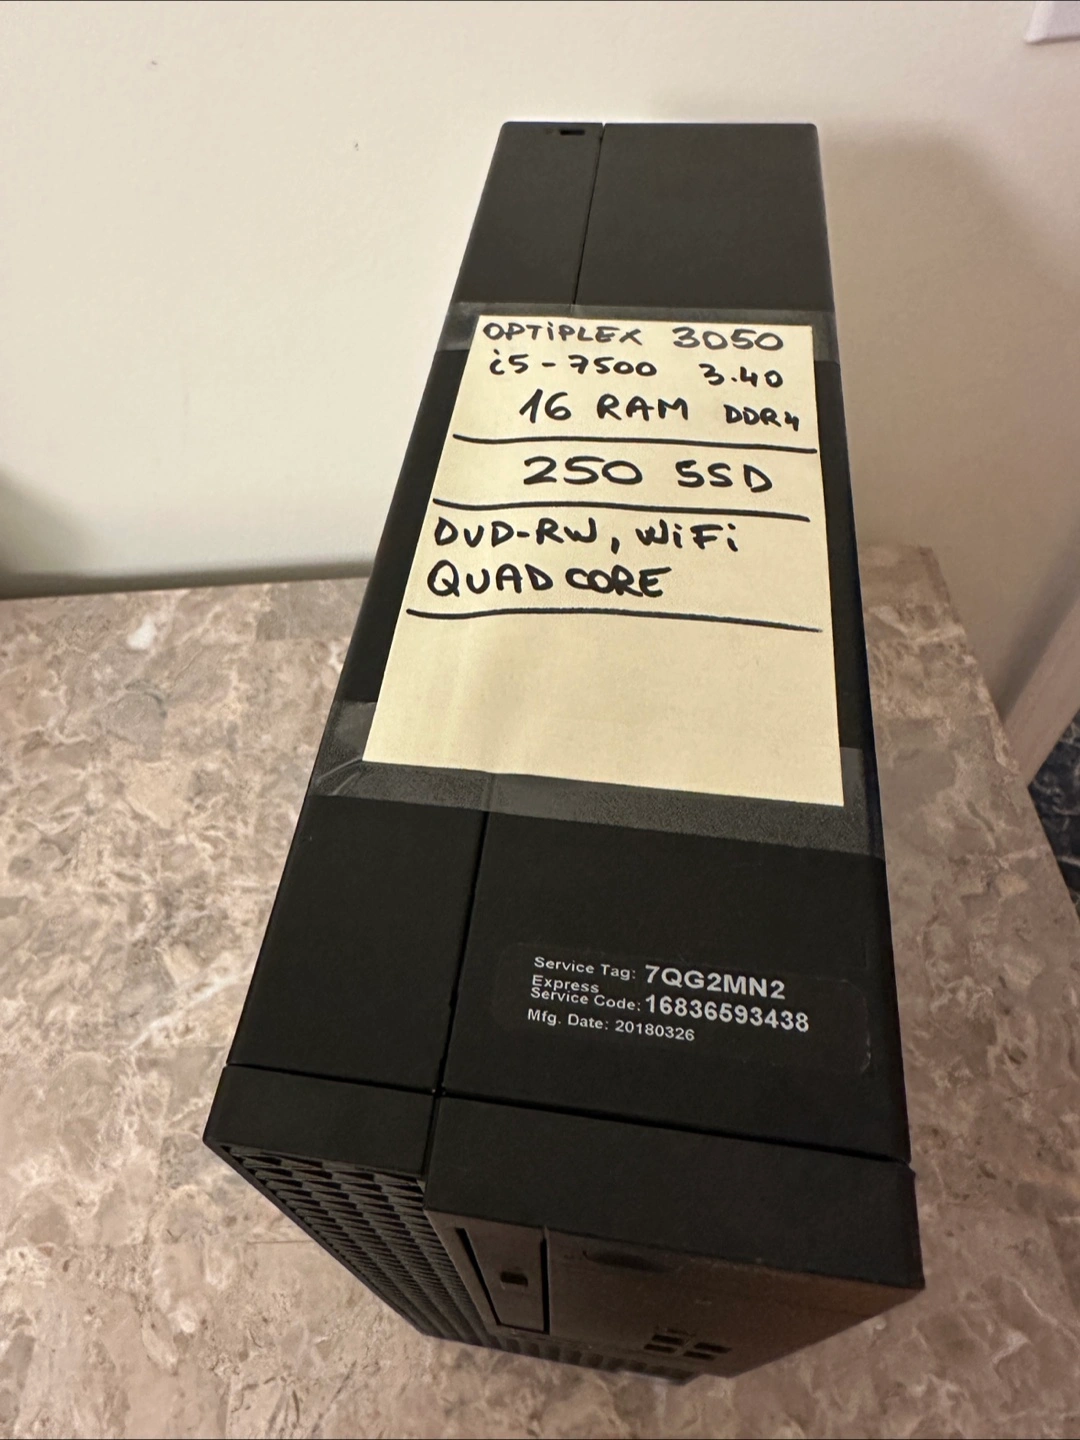 OPTiPLEX 3050
i5-7500 3.40
16 RAM DDR4
250 SSD
DVD-RW, WiFi
QUAD CORE
Service Tag: 7QG2MN2
Express
Service Code: 16836593438
Mfg. Date: 20180326